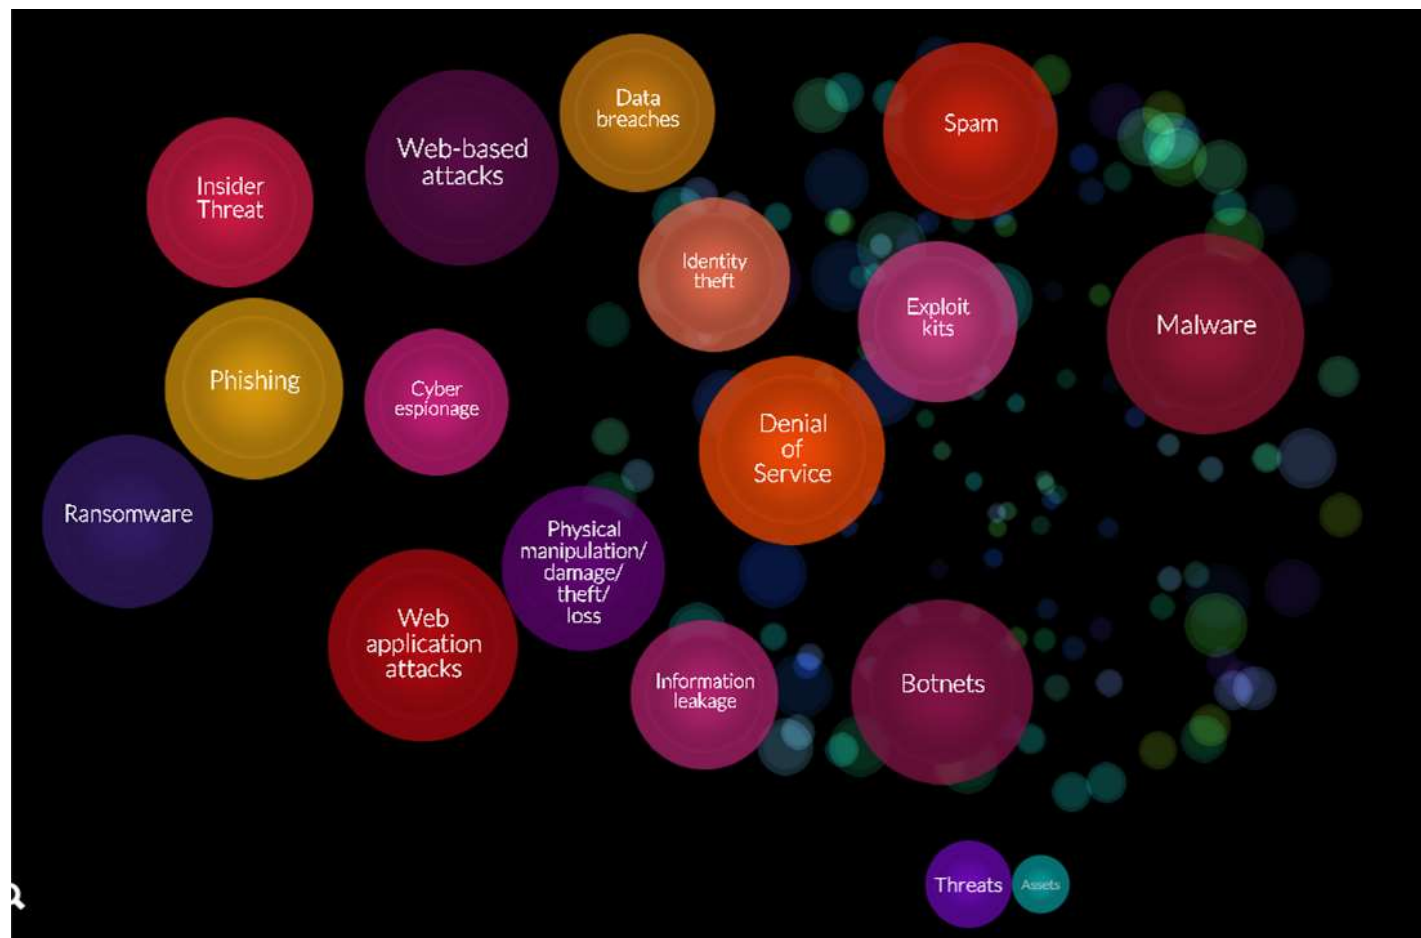 Data
breaches
Spam
Web-based
attacks
Insider
Threat
Identity
theft
Exploit
kits
Malware
Phishing
Cyber
espionage
Denial
of
Service
Ransomware
Physical
manipulation/
damage/
theft/
loss
Web
application
attacks
Information
leakage
Botnets
Threats
Assets